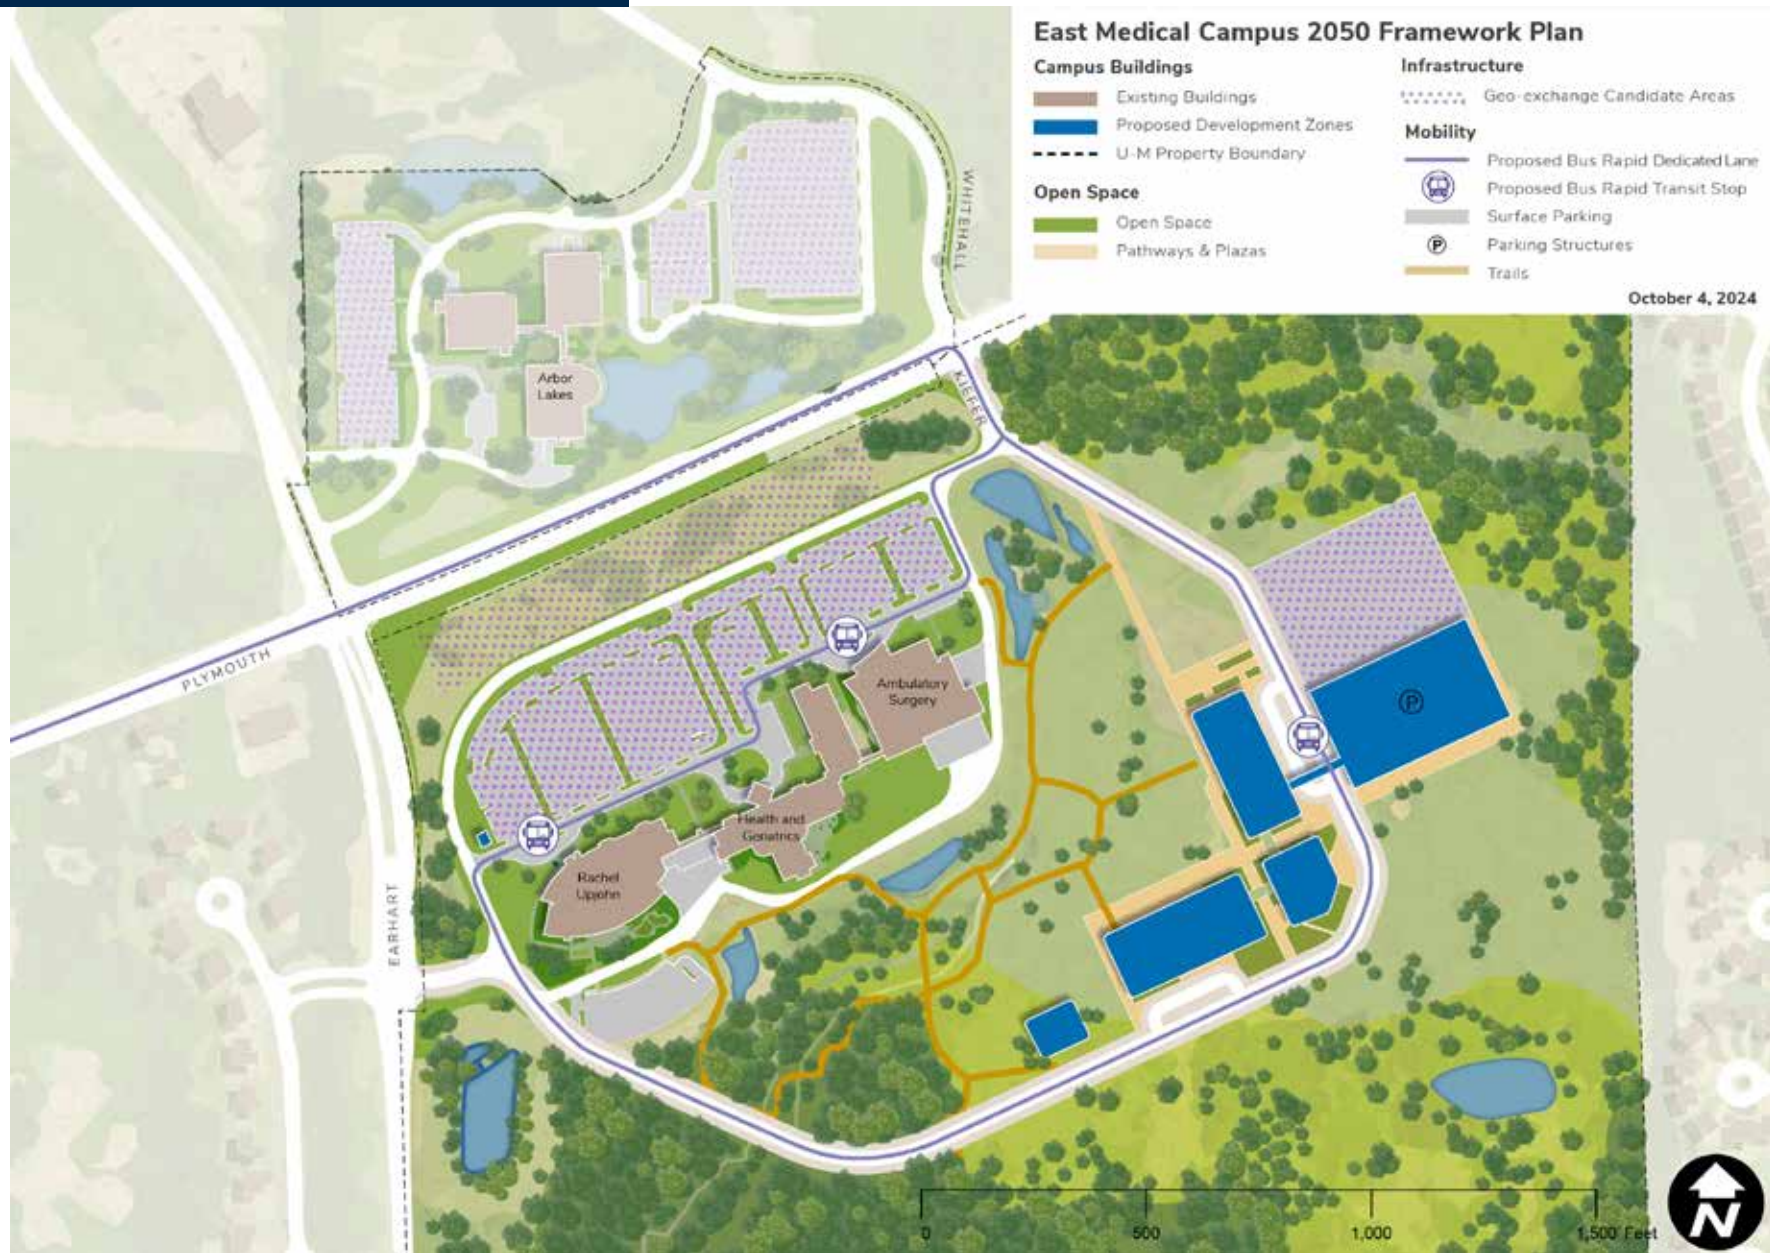 East Medical Campus 2050 Framework Plan
Campus Buildings
Existing Buildings
Proposed Development Zones
U-M Property Boundary
Open Space
Open Space
Pathways & Plazas
Infrastructure
Geo-exchange Candidate Areas
Mobility
Proposed Bus Rapid Dedicated Lane
Proposed Bus Rapid Transit Stop
Surface Parking
P
Parking Structures
Trails
October 4, 2024
WHITEHALL
KIEFER
Arbor
Lakes
PLYMOUTH
Ambulatory
Surgery
P
Health and
Geriatrics
Rachel
Upjohn
EARHART
0
500
1,000
1,500 Feet
N